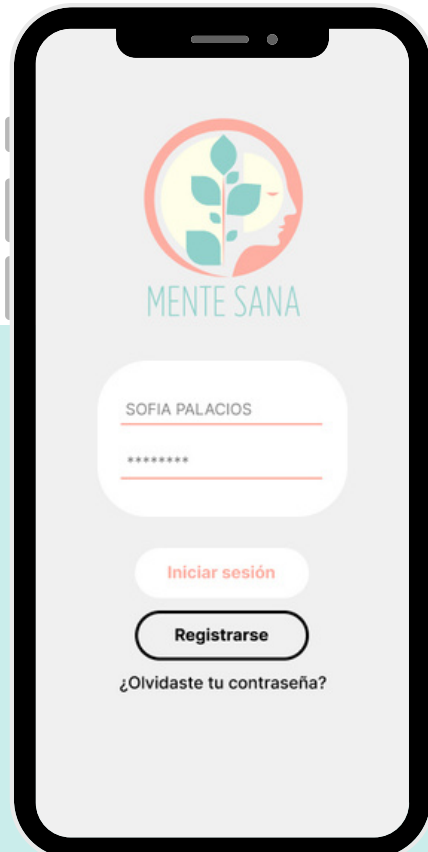 MENTE SANA
SOFIA PALACIOS
********
Iniciar sesión
Registrarse
¿Olvidaste tu contraseña?